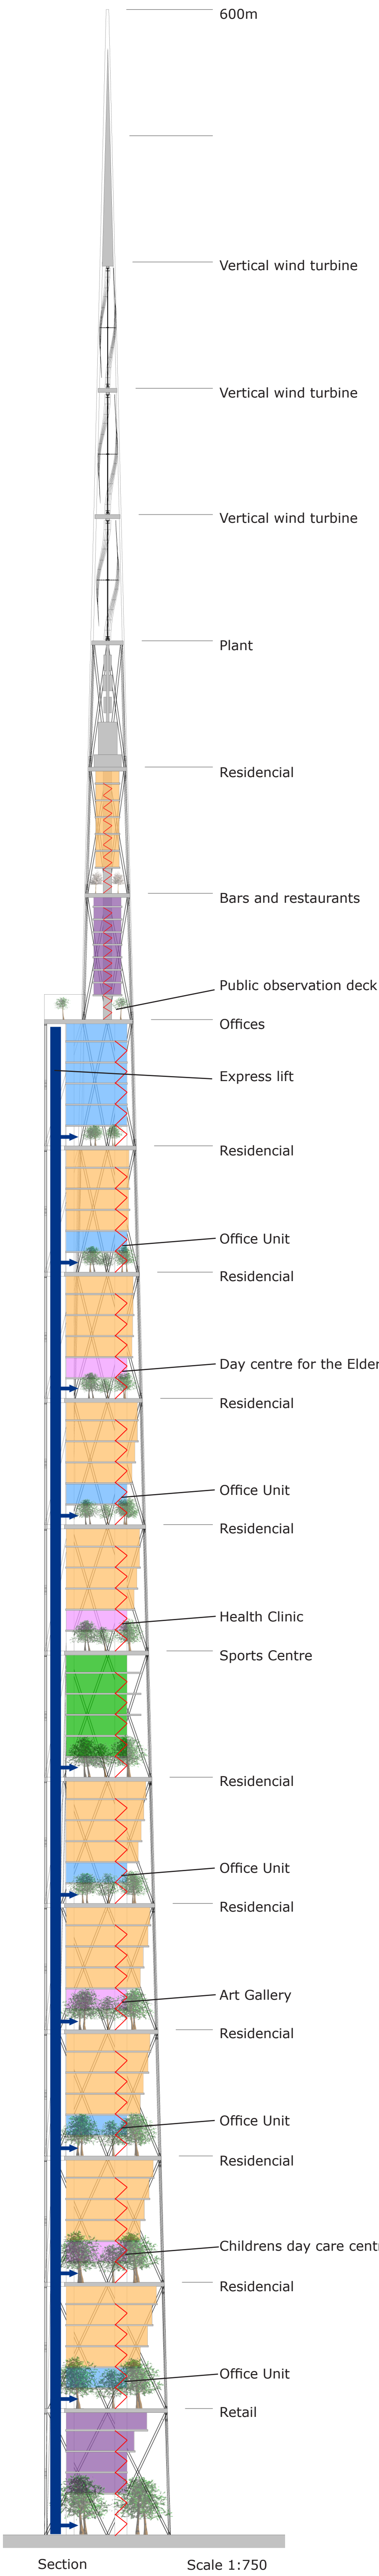 600m
Vertical wind turbine
Vertical wind turbine
Vertical wind turbine
Plant
Residencial
Bars and restaurants
Public observation deck
Offices
Express lift
Residencial
Office Unit
Residencial
Day centre for the Elder
Residencial
Office Unit
Residencial
Health Clinic
Sports Centre
Residencial
Office Unit
Residencial
Art Gallery
Residencial
Office Unit
Residencial
Childrens day care cent
Residencial
Office Unit
Retail
Section Scale 1:750